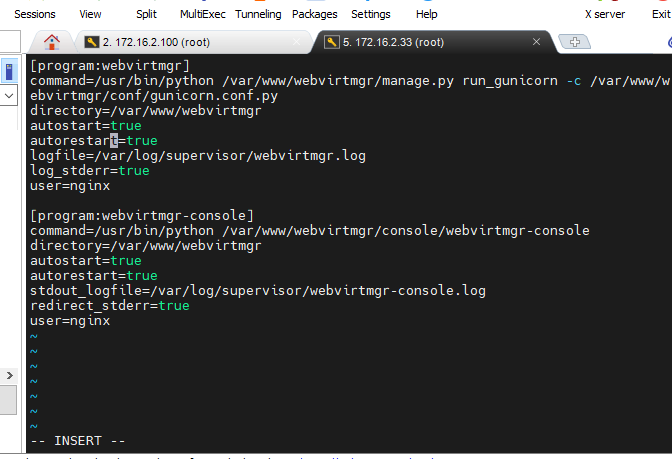 Sessions View Split MultiExec Tunneling Packages Settings Help X server Exit
2. 172.16.2.100 (root) 5. 172.16.2.33 (root)
[program:webvirtmgr]
command=/usr/bin/python /var/www/webvirtmgr/manage.py run_gunicorn -c /var/www/w
ebvirtmgr/conf/gunicorn.conf.py
directory=/var/www/webvirtmgr
autostart=true
autorestart=true
logfile=/var/log/supervisor/webvirtmgr.log
log_stderr=true
user=nginx
[program:webvirtmgr-console]
command=/usr/bin/python /var/www/webvirtmgr/console/webvirtmgr-console
directory=/var/www/webvirtmgr
autostart=true
autorestart=true
stdout_logfile=/var/log/supervisor/webvirtmgr-console.log
redirect_stderr=true
user=nginx
~
~
~
~
~
~
~
-- INSERT --